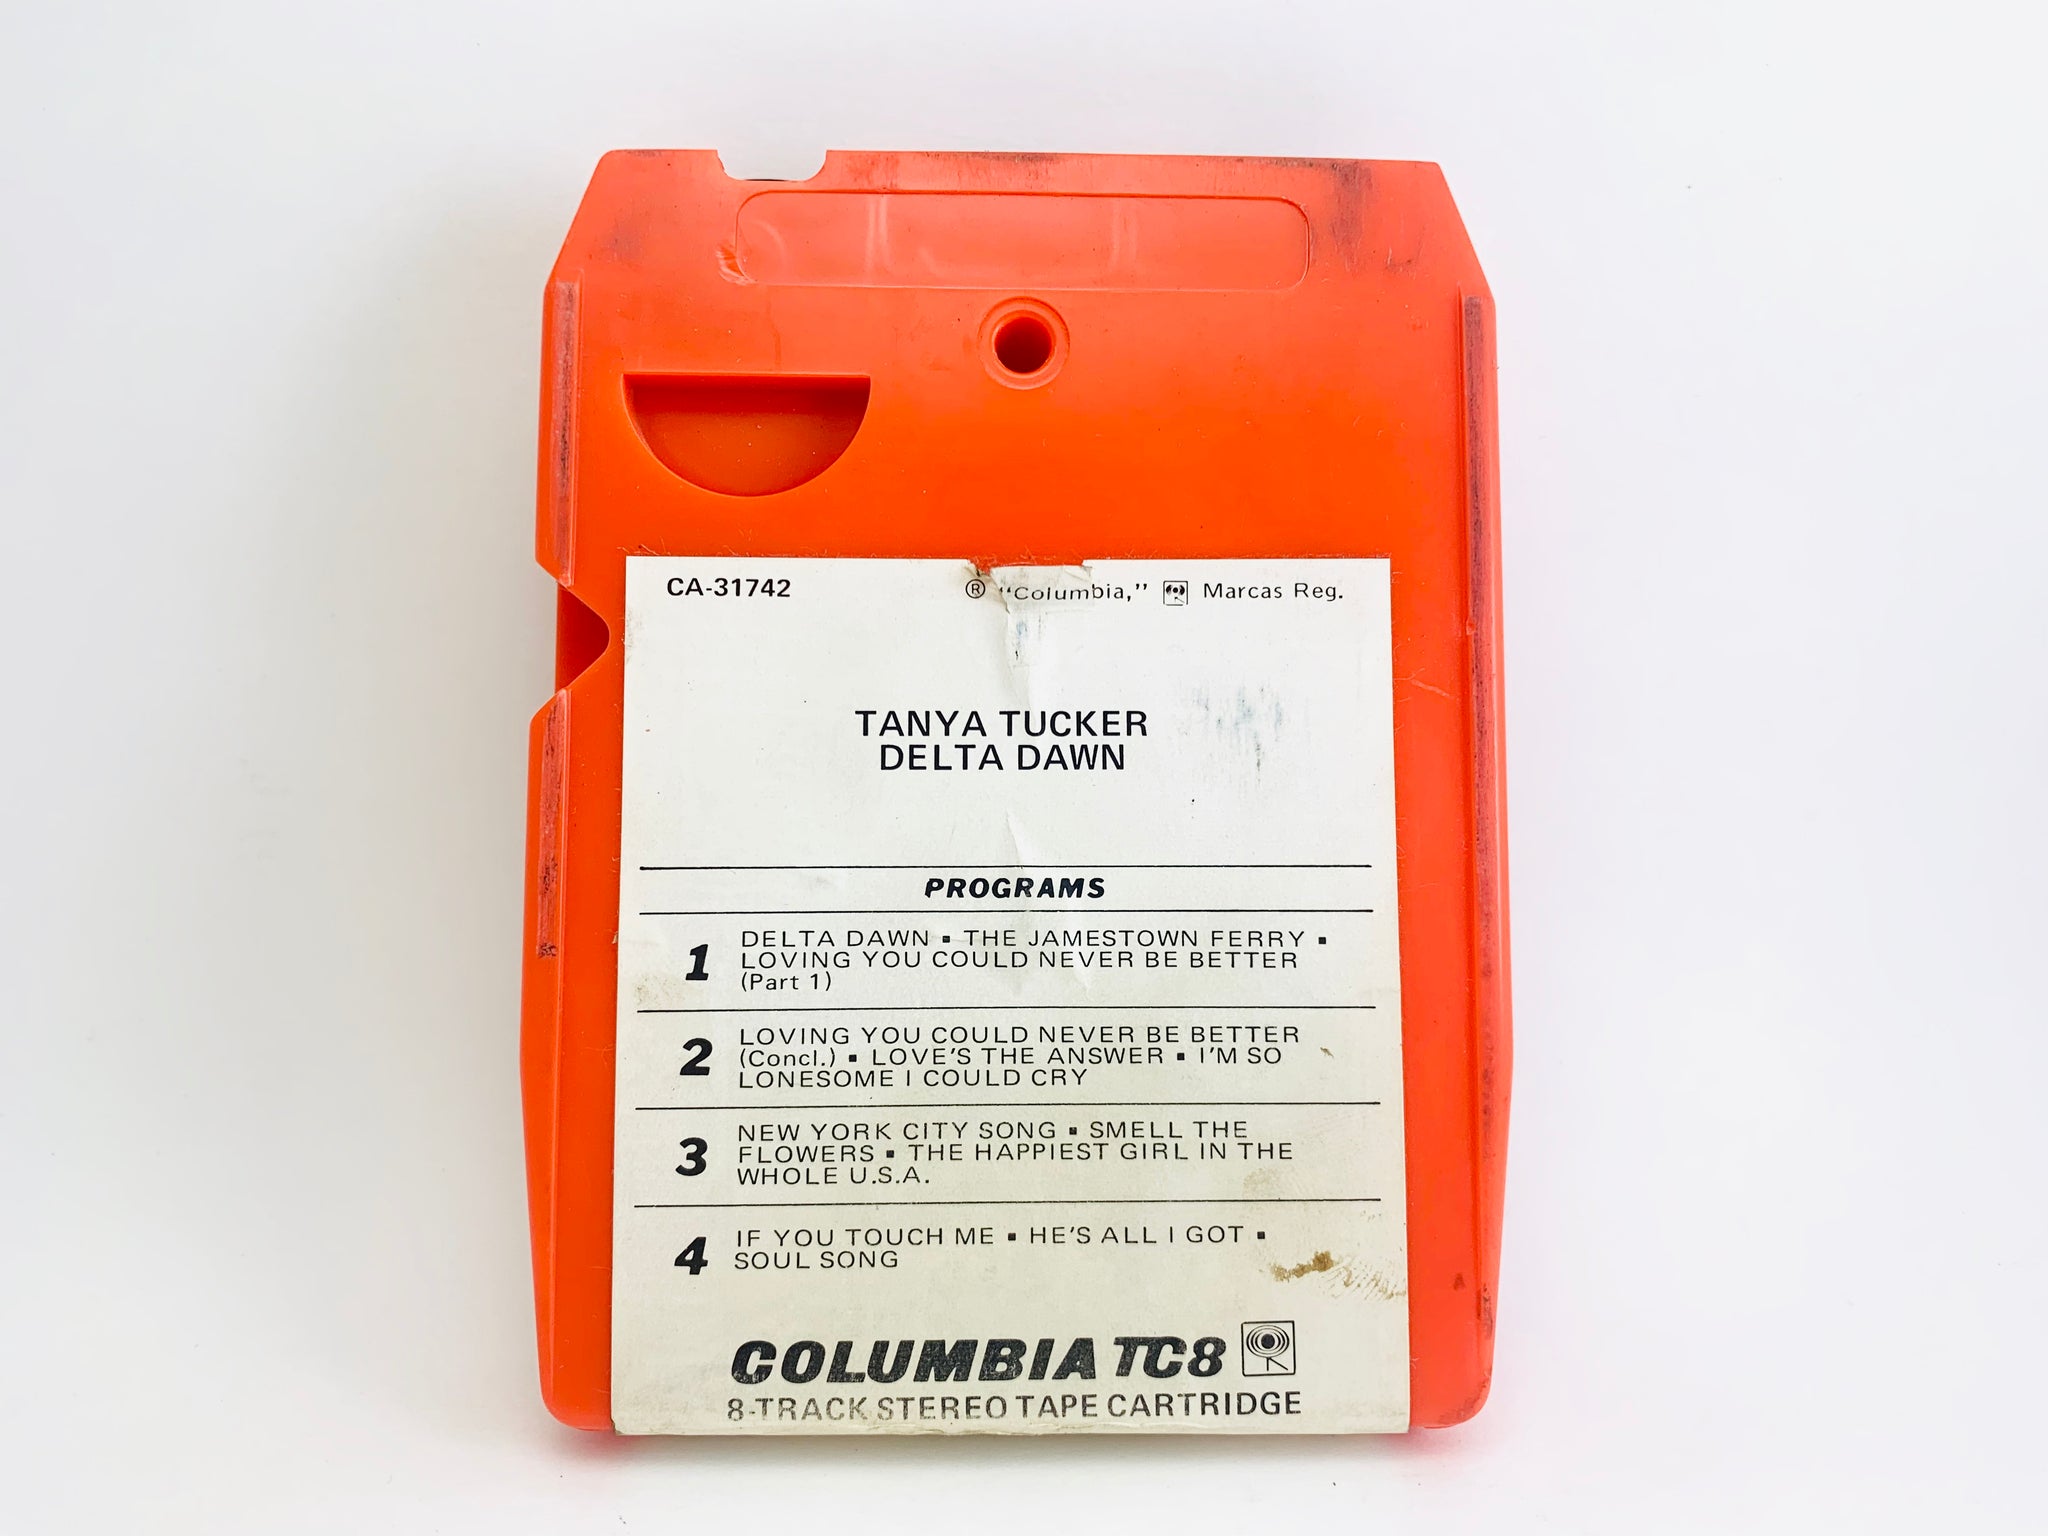 CA-31742 ® "Columbia," Marcas Reg.
TANYA TUCKER
DELTA DAWN
PROGRAMS
1 DELTA DAWN ▪ THE JAMESTOWN FERRY ▪
LOVING YOU COULD NEVER BE BETTER
(Part 1)
2 LOVING YOU COULD NEVER BE BETTER
(Concl.) ▪ LOVE'S THE ANSWER ▪ I'M SO
LONESOME I COULD CRY
3 NEW YORK CITY SONG ▪ SMELL THE
FLOWERS ▪ THE HAPPIEST GIRL IN THE
WHOLE U.S.A.
4 IF YOU TOUCH ME ▪ HE'S ALL I GOT ▪
SOUL SONG
COLUMBIA TC8
8-TRACK STEREO TAPE CARTRIDGE